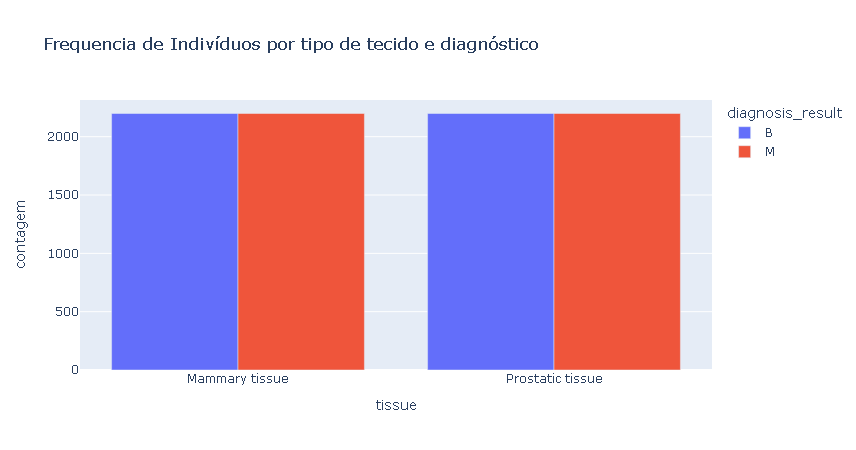 Frequencia de Indivíduos por tipo de tecido e diagnóstico
diagnosis_result
B
M
contagem
2000
1500
1000
500
0
Mammary tissue
Prostatic tissue
tissue